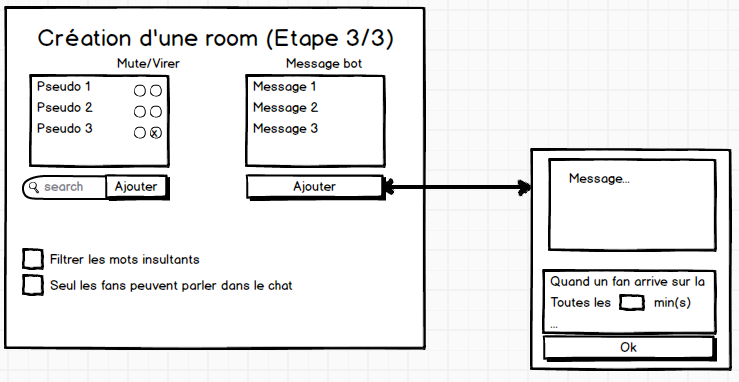 Création d'une room (Etape 3/3)
Mute/Virer
Pseudo 1
Pseudo 2
Pseudo 3
x
search
Ajouter
Message bot
Message 1
Message 2
Message 3
Ajouter
Filtrer les mots insultants
Seul les fans peuvent parler dans le chat
Message...
Quand un fan arrive sur la
Toutes les min(s)
...
Ok